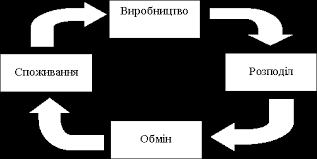 Виробництво
Споживання
Розподіл
Обмін